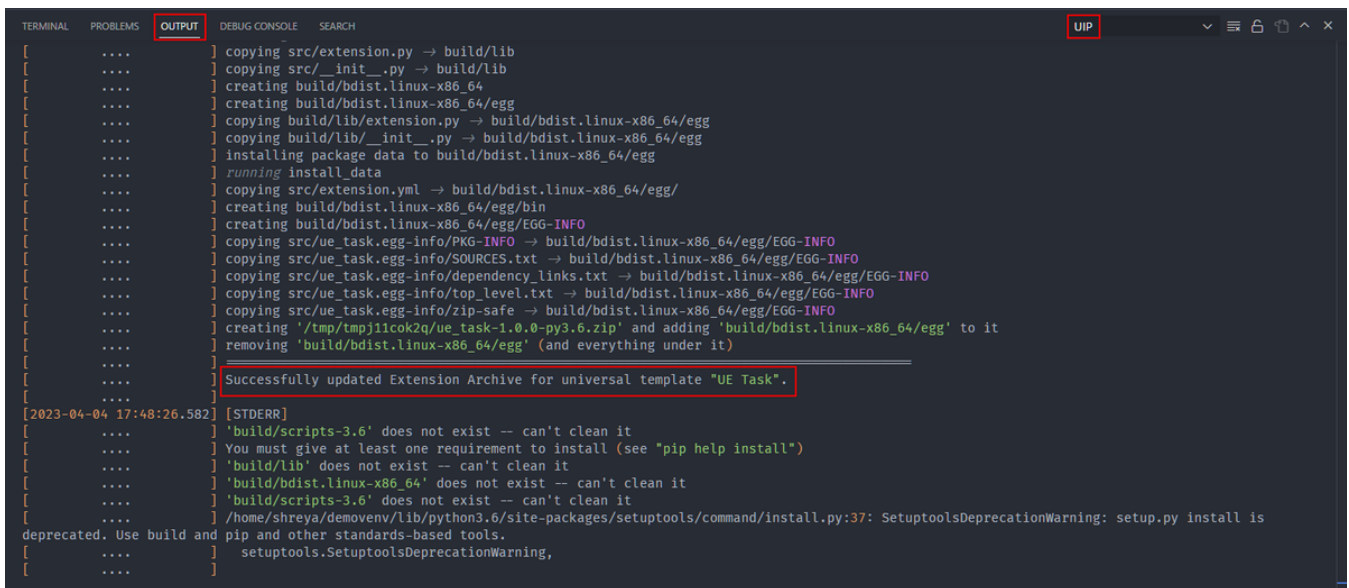 TERMINAL PROBLEMS OUTPUT DEBUG CONSOLE SEARCH UIP
[ .... ] copying src/extension.py → build/lib
[ .... ] copying src/__init__.py → build/lib
[ .... ] creating build/bdist.linux-x86_64
[ .... ] creating build/bdist.linux-x86_64/egg
[ .... ] copying build/lib/extension.py → build/bdist.linux-x86_64/egg
[ .... ] copying build/lib/__init__.py → build/bdist.linux-x86_64/egg
[ .... ] installing package data to build/bdist.linux-x86_64/egg
[ .... ] running install_data
[ .... ] copying src/extension.yml → build/bdist.linux-x86_64/egg/
[ .... ] creating build/bdist.linux-x86_64/egg/bin
[ .... ] creating build/bdist.linux-x86_64/egg/EGG-INFO
[ .... ] copying src/ue_task.egg-info/PKG-INFO → build/bdist.linux-x86_64/egg/EGG-INFO
[ .... ] copying src/ue_task.egg-info/SOURCES.txt → build/bdist.linux-x86_64/egg/EGG-INFO
[ .... ] copying src/ue_task.egg-info/dependency_links.txt → build/bdist.linux-x86_64/egg/EGG-INFO
[ .... ] copying src/ue_task.egg-info/top_level.txt → build/bdist.linux-x86_64/egg/EGG-INFO
[ .... ] copying src/ue_task.egg-info/zip-safe → build/bdist.linux-x86_64/egg/EGG-INFO
[ .... ] creating '/tmp/tmpj11cok2q/ue_task-1.0.0-py3.6.zip' and adding 'build/bdist.linux-x86_64/egg' to it
[ .... ] removing 'build/bdist.linux-x86_64/egg' (and everything under it)
[ .... ]
[ .... ] Successfully updated Extension Archive for universal template "UE Task".
[ .... ]
[2023-04-04 17:48:26.582] [STDERR]
[ .... ] 'build/scripts-3.6' does not exist -- can't clean it
[ .... ] You must give at least one requirement to install (see "pip help install")
[ .... ] 'build/lib' does not exist -- can't clean it
[ .... ] 'build/bdist.linux-x86_64' does not exist -- can't clean it
[ .... ] 'build/scripts-3.6' does not exist -- can't clean it
[ .... ] /home/shreya/demovenv/lib/python3.6/site-packages/setuptools/command/install.py:37: SetuptoolsDeprecationWarning: setup.py install is
deprecated. Use build and pip and other standards-based tools.
[ .... ] setuptools.SetuptoolsDeprecationWarning,
[ .... ]